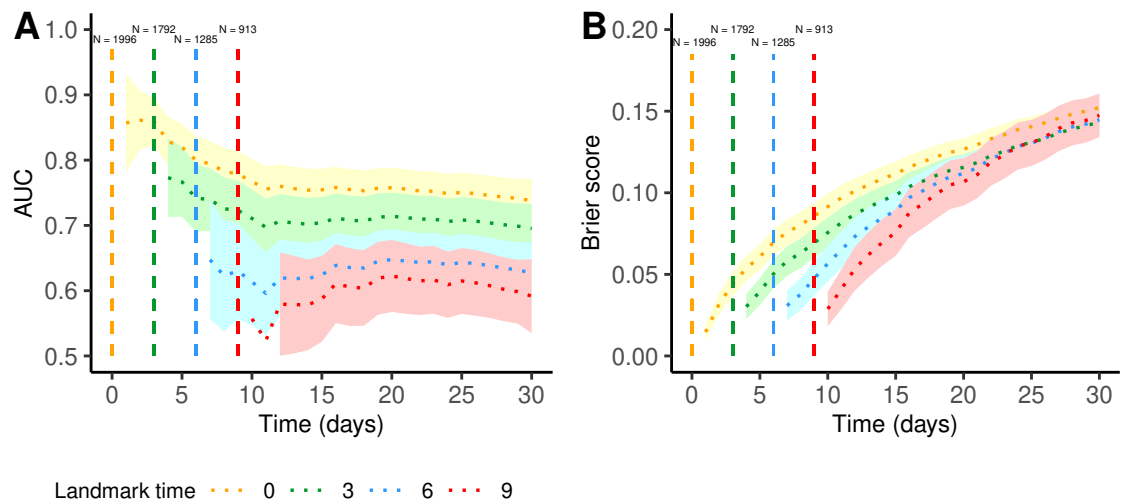 A
B
N = 1996
N = 1792
N = 1285
N = 913
N = 1996
N = 1792
N = 1285
N = 913
1.0
0.9
0.8
0.7
0.6
0.5
AUC
0 5 10 15 20 25 30
Time (days)
0.20
0.15
0.10
0.05
0.00
Brier score
0 5 10 15 20 25 30
Time (days)
Landmark time 0 3 6 9